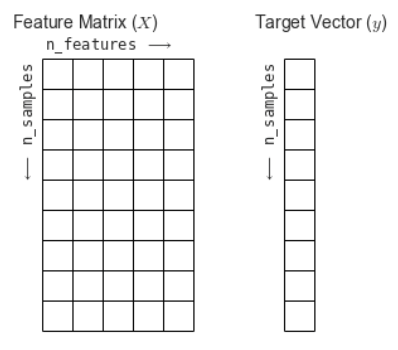 Feature Matrix (X)
n_features ⟶
⟵ n_samples
Target Vector (y)
⟵ n_samples